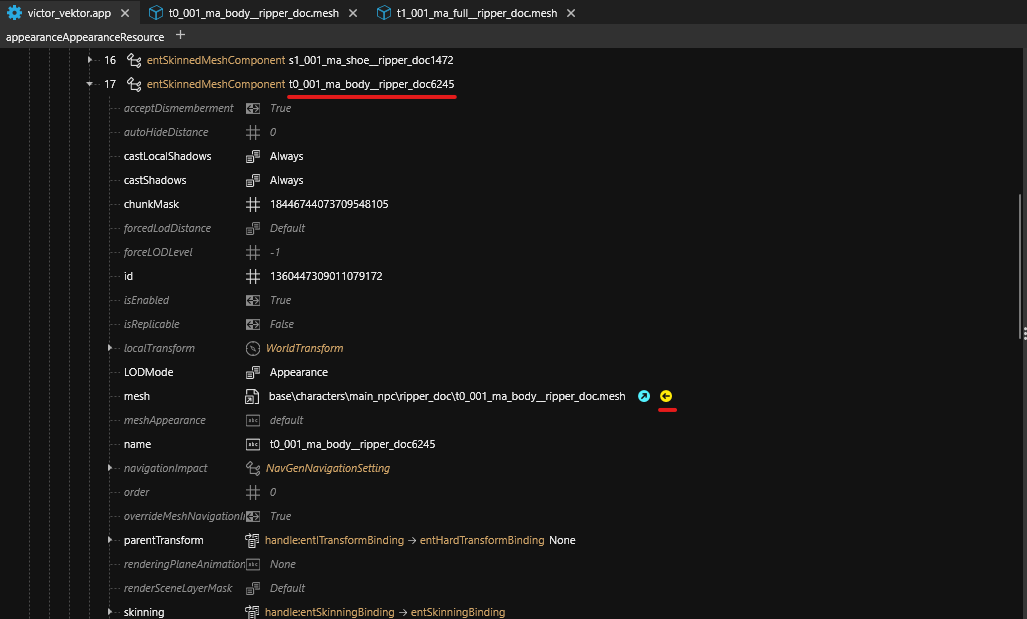 victor_vektor.app t0_001_ma_body__ripper_doc.mesh t1_001_ma_full__ripper_doc.mesh
appearanceAppearanceResource
16 entSkinnedMeshComponent s1_001_ma_shoe__ripper_doc1472
17 entSkinnedMeshComponent t0_001_ma_body__ripper_doc6245
acceptDismemberment True
autoHideDistance 0
castLocalShadows Always
castShadows Always
chunkMask 18446744073709548105
forcedLodDistance Default
forceLODLevel -1
id 1360447309011079172
isEnabled True
isReplicable False
localTransform WorldTransform
LODMode Appearance
mesh base\characters\main_npc\ripper_doc\t0_001_ma_body__ripper_doc.mesh
meshAppearance abc default
name abc t0_001_ma_body__ripper_doc6245
navigationImpact NavGenNavigationSetting
order 0
overrideMeshNavigationI True
parentTransform handle:entITransformBinding → entHardTransformBinding None
renderingPlaneAnimation abc None
renderSceneLayerMask Default
skinning handle:entSkinningBinding → entSkinningBinding